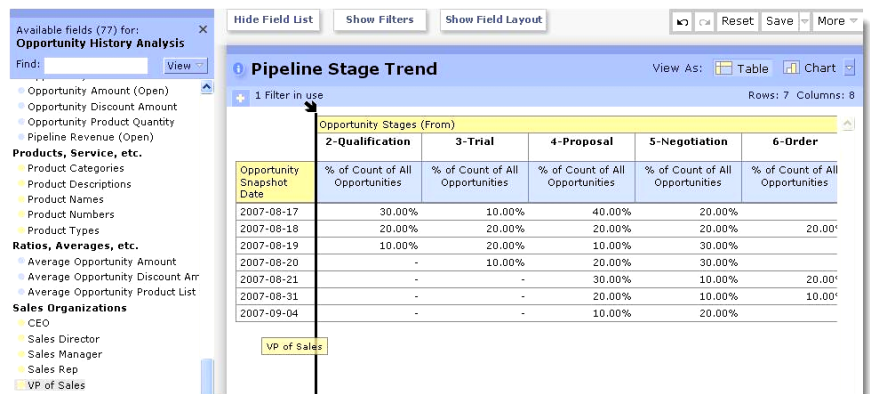 Available fields (77) for:
Opportunity History Analysis
Find:
View
Opportunity Amount (Open)
Opportunity Discount Amount
Opportunity Product Quantity
Pipeline Revenue (Open)
Products, Service, etc.
Product Categories
Product Descriptions
Product Names
Product Numbers
Product Types
Ratios, Averages, etc.
Average Opportunity Amount
Average Opportunity Discount Am
Average Opportunity Product List
Sales Organizations
CEO
Sales Director
Sales Manager
Sales Rep
VP of Sales
Hide Field List Show Filters Show Field Layout Reset Save More
Pipeline Stage Trend View As: Table Chart
1 Filter in use Rows: 7 Columns: 8
Opportunity Stages (From)
2-Qualification 3-Trial 4-Proposal 5-Negotiation 6-Order
Opportunity Snapshot Date
% of Count of All Opportunities % of Count of All Opportunities % of Count of All Opportunities % of Count of All Opportunities % of Count of All Opportunities
2007-08-17 30.00% 10.00% 40.00% 20.00%
2007-08-18 20.00% 20.00% 20.00% 20.00% 20.00%
2007-08-19 10.00% 20.00% 10.00% 30.00%
2007-08-20 - 10.00% 20.00% 30.00%
2007-08-21 - - 30.00% 10.00% 20.00%
2007-08-31 - - 20.00% 10.00% 10.00%
2007-09-04 - - 10.00% 20.00%
VP of Sales